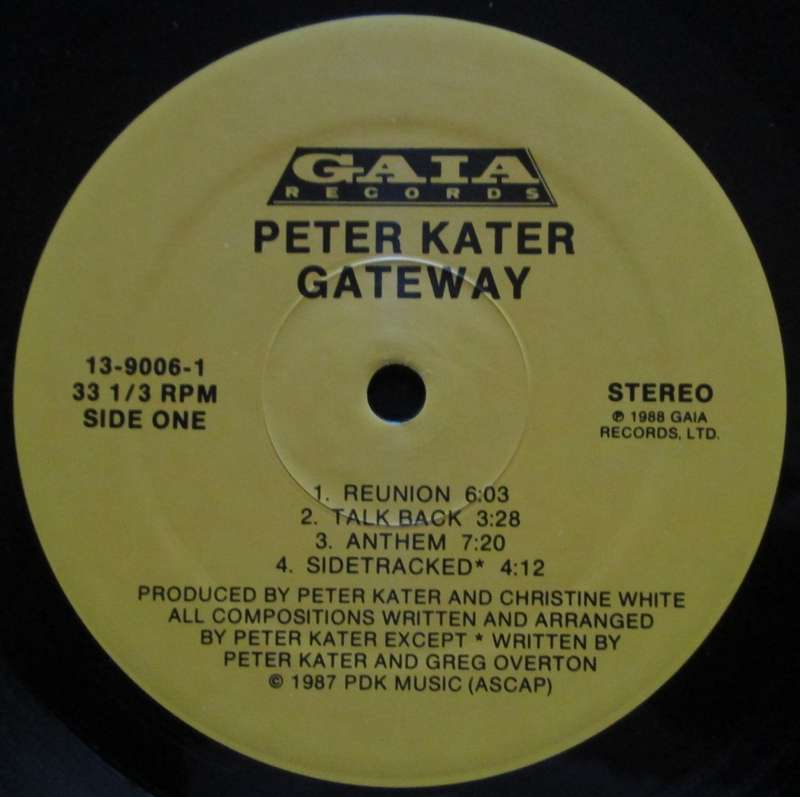 GAIA
RECORDS
PETER KATER
GATEWAY
13-9006-1
33 1/3 RPM
SIDE ONE
STEREO
℗ 1988 GAIA
RECORDS, LTD.
1. REUNION 6:03
2. TALK BACK 3:28
3. ANTHEM 7:20
4. SIDETRACKED* 4:12
PRODUCED BY PETER KATER AND CHRISTINE WHITE
ALL COMPOSITIONS WRITTEN AND ARRANGED
BY PETER KATER EXCEPT * WRITTEN BY
PETER KATER AND GREG OVERTON
© 1987 PDK MUSIC (ASCAP)